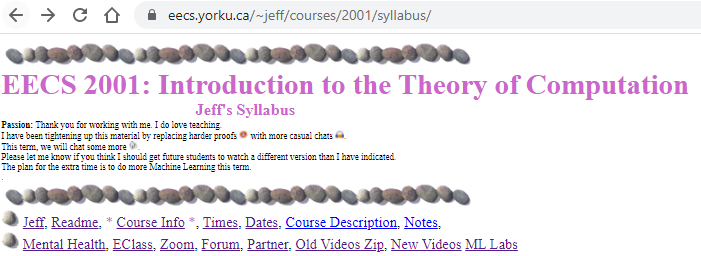 eecs.yorku.ca/~jeff/courses/2001/syllabus/
EECS 2001: Introduction to the Theory of Computation
Jeff's Syllabus
Passion: Thank you for working with me. I do love teaching.
I have been tightening up this material by replacing harder proofs with more casual chats .
This term, we will chat some more .
Please let me know if you think I should get future students to watch a different version than I have indicated.
The plan for the extra time is to do more Machine Learning this term.
.
Jeff, Readme, * Course Info *, Times, Dates, Course Description, Notes,
Mental Health, EClass, Zoom, Forum, Partner, Old Videos Zip, New Videos ML Labs